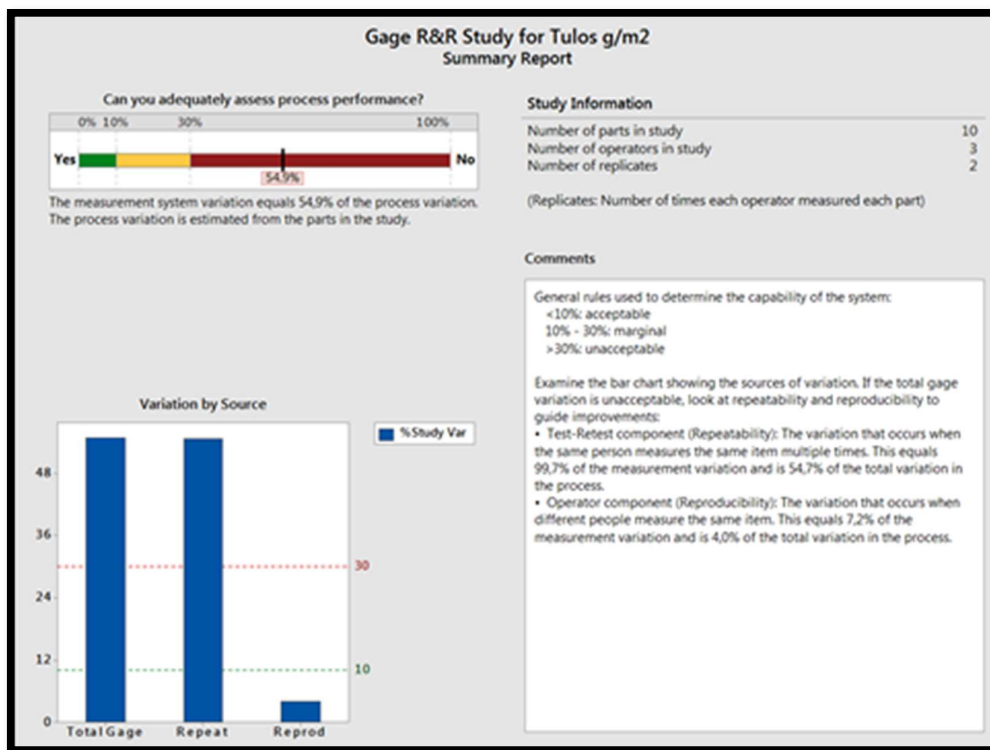 Gage R&R Study for Tulos g/m2
Summary Report
Can you adequately assess process performance?
0% 10% 30% 100%
Yes No
54.9%
The measurement system variation equals 54,9% of the process variation.
The process variation is estimated from the parts in the study.
Study Information
Number of parts in study 10
Number of operators in study 3
Number of replicates 2
(Replicates: Number of times each operator measured each part)
Comments
General rules used to determine the capability of the system:
<10%: acceptable
10% - 30%: marginal
>30%: unacceptable
Examine the bar chart showing the sources of variation. If the total gage
variation is unacceptable, look at repeatability and reproducibility to
guide improvements:
• Test-Retest component (Repeatability): The variation that occurs when
the same person measures the same item multiple times. This equals
99,7% of the measurement variation and is 54,7% of the total variation in
the process.
• Operator component (Reproducibility): The variation that occurs when
different people measure the same item. This equals 7,2% of the
measurement variation and is 4,0% of the total variation in the process.
Variation by Source
%Study Var
48
36
30
24
12
10
0
Total Gage Repeat Reprod